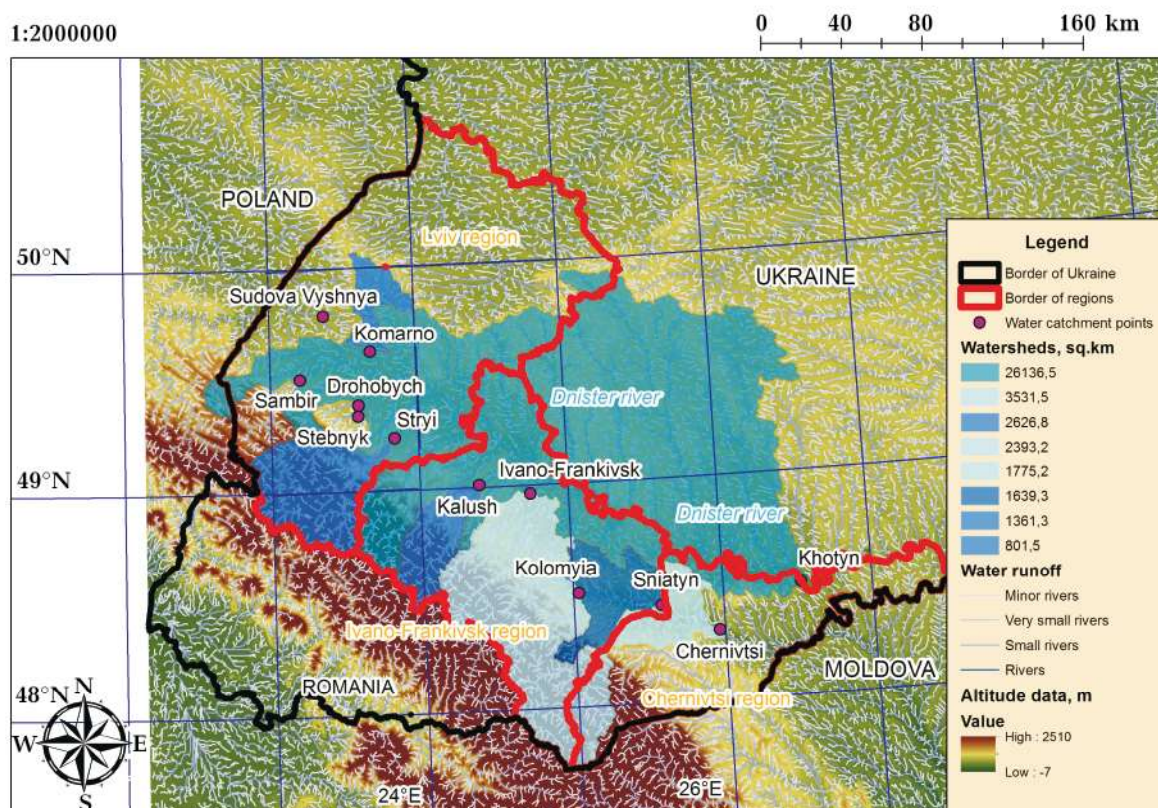 1:2000000
0 40 80 160 km
POLAND
Lviv region
50°N
UKRAINE
Sudova Vyshnya
Komarno
Drohobych
Dnister river
Sambir
Stryi
Stebnyk
Ivano-Frankivsk
49°N
Kalush
Dnister river
Khotyn
Kolomyia
Sniatyn
Ivano-Frankivsk region
Chernivtsi
MOLDOVA
ROMANIA
Chernivtsi region
48°N
N
W
E
S
24°E
26°E
Legend
Border of Ukraine
Border of regions
Water catchment points
Watersheds, sq.km
26136,5
3531,5
2626,8
2393,2
1775,2
1639,3
1361,3
801,5
Water runoff
Minor rivers
Very small rivers
Small rivers
Rivers
Altitude data, m
Value
High : 2510
Low : -7